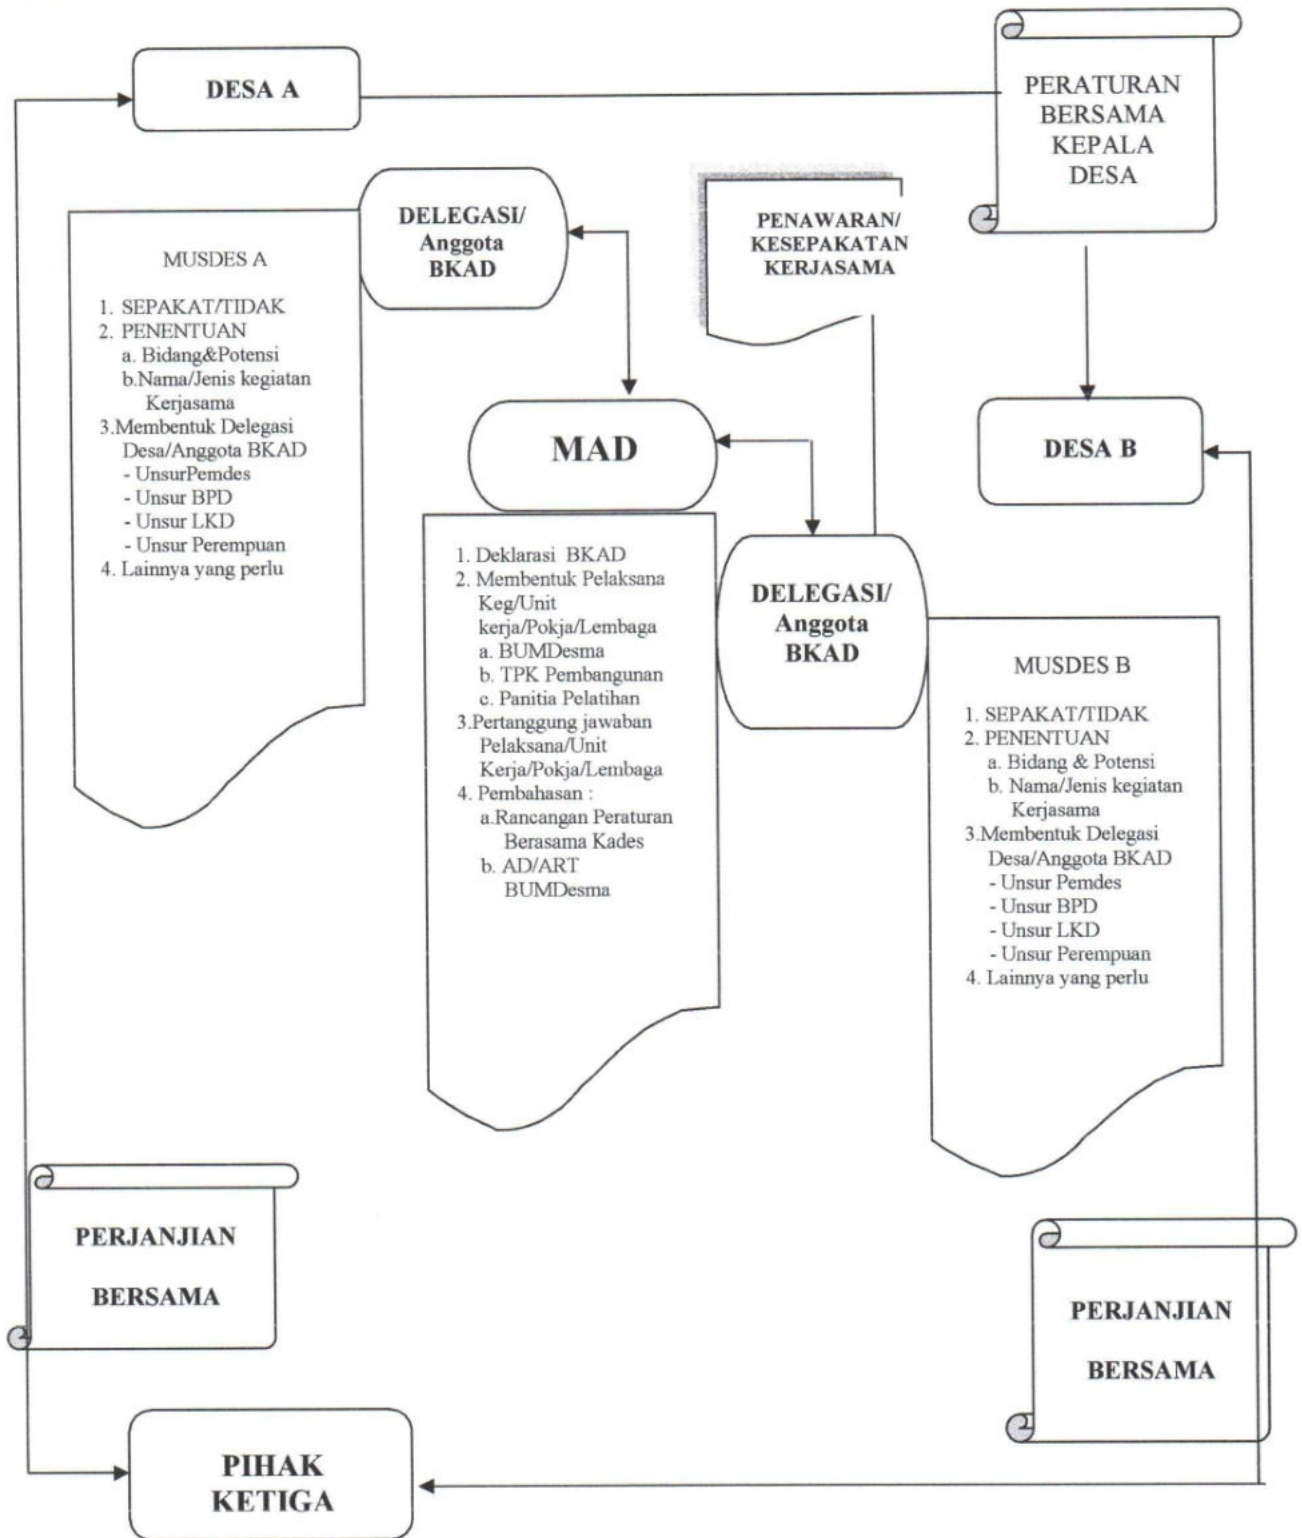 DESA A
PERATURAN
BERSAMA
KEPALA
DESA
DELEGASI/
Anggota
BKAD
PENAWARAN/
KESEPAKATAN
KERJASAMA
MUSDES A
1. SEPAKAT/TIDAK
2. PENENTUAN
a. Bidang&Potensi
b.Nama/Jenis kegiatan
Kerjasama
3.Membentuk Delegasi
Desa/Anggota BKAD
- UnsurPemdes
- Unsur BPD
- Unsur LKD
- Unsur Perempuan
4. Lainnya yang perlu
MAD
DESA B
1. Deklarasi BKAD
2. Membentuk Pelaksana
Keg/Unit
kerja/Pokja/Lembaga
a. BUMDesma
b. TPK Pembangunan
c. Panitia Pelatihan
3.Pertanggung jawaban
Pelaksana/Unit
Kerja/Pokja/Lembaga
4. Pembahasan :
a.Rancangan Peraturan
Berasama Kades
b. AD/ART
BUMDesma
DELEGASI/
Anggota
BKAD
MUSDES B
1. SEPAKAT/TIDAK
2. PENENTUAN
a. Bidang & Potensi
b. Nama/Jenis kegiatan
Kerjasama
3.Membentuk Delegasi
Desa/Anggota BKAD
- Unsur Pemdes
- Unsur BPD
- Unsur LKD
- Unsur Perempuan
4. Lainnya yang perlu
PERJANJIAN
BERSAMA
PERJANJIAN
BERSAMA
PIHAK
KETIGA